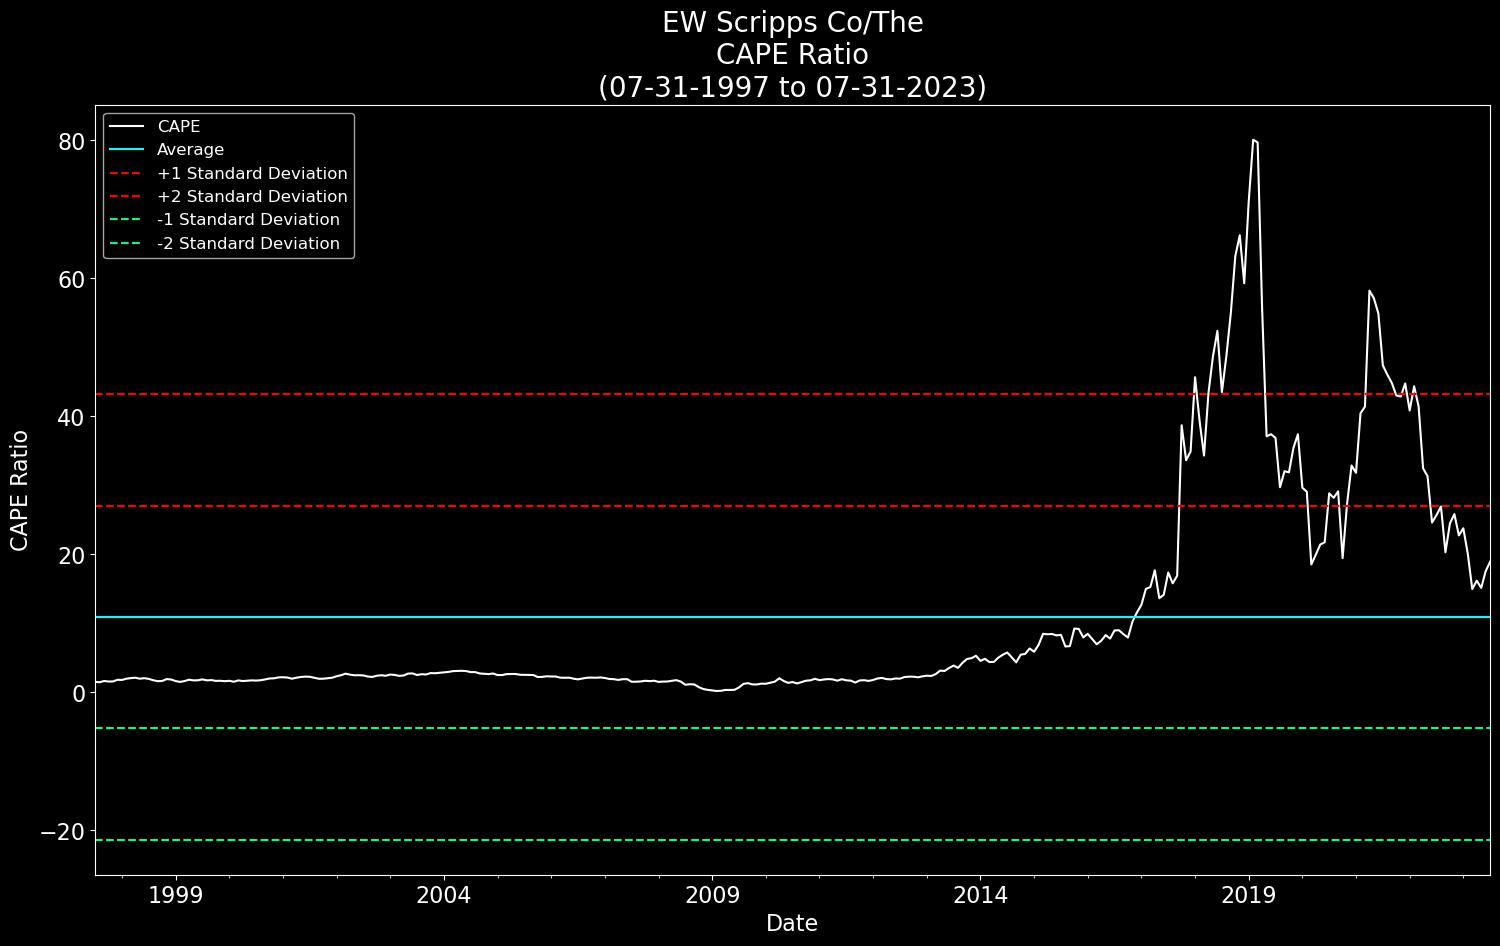 EW Scripps Co/The
CAPE Ratio
(07-31-1997 to 07-31-2023)
CAPE
Average
+1 Standard Deviation
+2 Standard Deviation
-1 Standard Deviation
-2 Standard Deviation
80
60
40
20
0
−20
CAPE Ratio
1999
2004
2009
2014
2019
Date